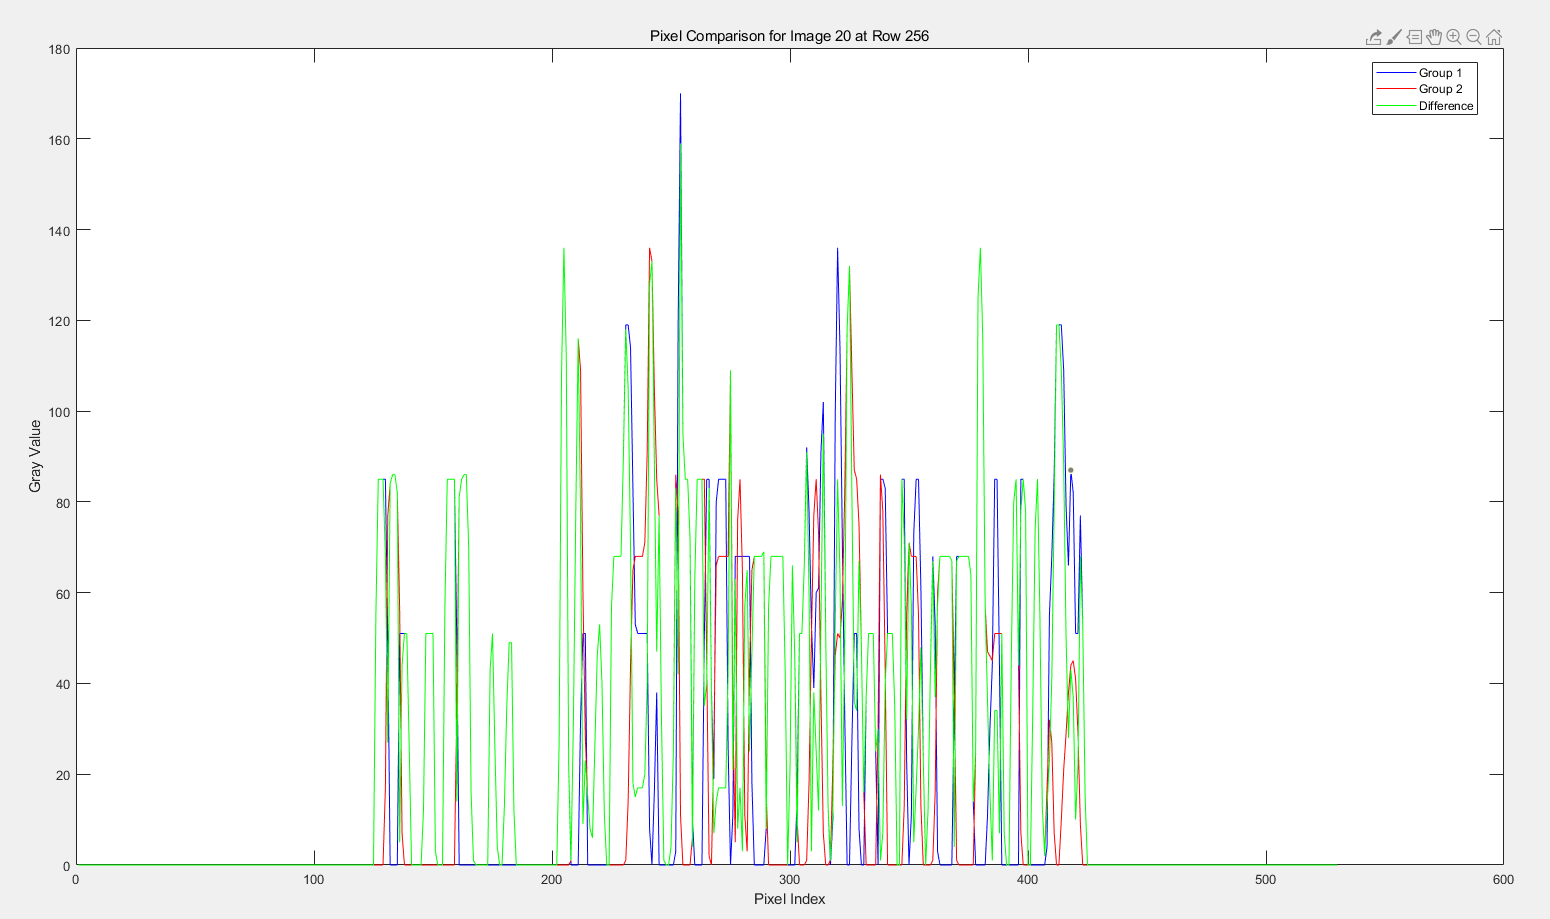 Pixel Comparison for Image 20 at Row 256
Group 1
Group 2
Difference
180
160
140
120
100
80
60
40
20
0
Gray Value
0 100 200 300 400 500 600
Pixel Index